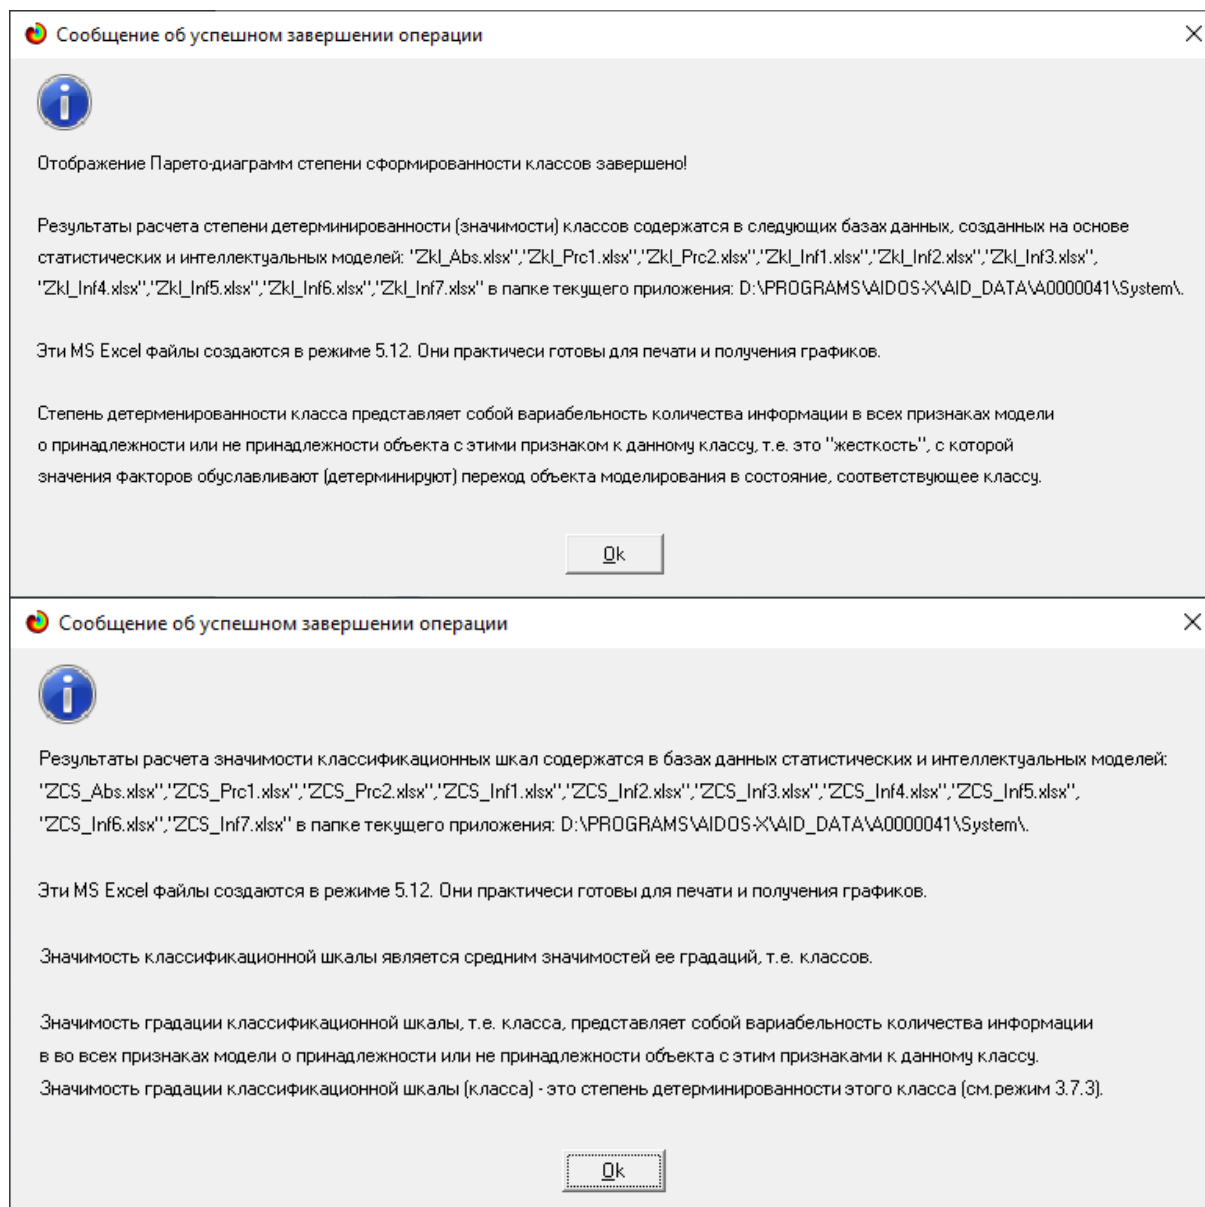 Сообщение об успешном завершении операции
Отображение Парето-диаграмм степени сформированности классов завершено!
Результаты расчета степени детерминированности (значимости) классов содержатся в следующих базах данных, созданных на основе
статистических и интеллектуальных моделей: "Zkl_Abs.xlsx","Zkl_Prc1.xlsx","Zkl_Prc2.xlsx","Zkl_Inf1.xlsx","Zkl_Inf2.xlsx","Zkl_Inf3.xlsx",
"Zkl_Inf4.xlsx","Zkl_Inf5.xlsx","Zkl_Inf6.xlsx","Zkl_Inf7.xlsx" в папке текущего приложения: D:\PROGRAMS\AIDOS-X\AID_DATA\A0000041\System\.
Эти MS Excel файлы создаются в режиме 5.12. Они практичеси готовы для печати и получения графиков.
Степень детерменированности класса представляет собой вариабельность количества информации в всех признаках модели
о принадлежности или не принадлежности объекта с этими признаком к данному классу, т.е. это "жесткость", с которой
значения факторов обуславливают (детерминируют) переход объекта моделирования в состояние, соответствующее классу.
Ok
Сообщение об успешном завершении операции
Результаты расчета значимости классификационных шкал содержатся в базах данных статистических и интеллектуальных моделей:
"ZCS_Abs.xlsx","ZCS_Prc1.xlsx","ZCS_Prc2.xlsx","ZCS_Inf1.xlsx","ZCS_Inf2.xlsx","ZCS_Inf3.xlsx","ZCS_Inf4.xlsx","ZCS_Inf5.xlsx",
"ZCS_Inf6.xlsx","ZCS_Inf7.xlsx" в папке текущего приложения: D:\PROGRAMS\AIDOS-X\AID_DATA\A0000041\System\.
Эти MS Excel файлы создаются в режиме 5.12. Они практичеси готовы для печати и получения графиков.
Значимость классификационной шкалы является средним значимостей ее градаций, т.е. классов.
Значимость градации классификационной шкалы, т.е. класса, представляет собой вариабельность количества информации
в во всех признаках модели о принадлежности или не принадлежности объекта с этим признаками к данному классу.
Значимость градации классификационной шкалы (класса) - это степень детерминированности этого класса (см.режим 3.7.3).
Ok